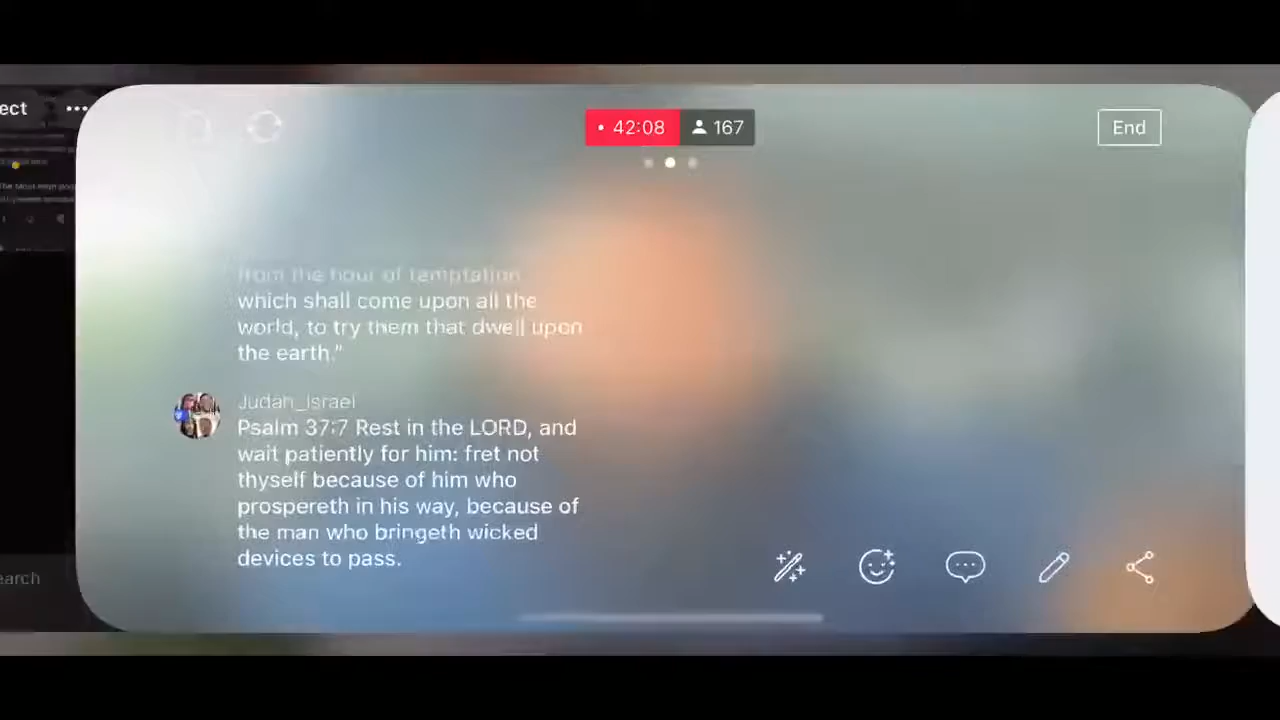 ect
42:08
167
End
from the hour of temptation
which shall come upon all the
world, to try them that dwell upon
the earth."
Judah_Israel
Psalm 37:7 Rest in the LORD, and
wait patiently for him: fret not
thyself because of him who
prospereth in his way, because of
the man who bringeth wicked
devices to pass.
earch